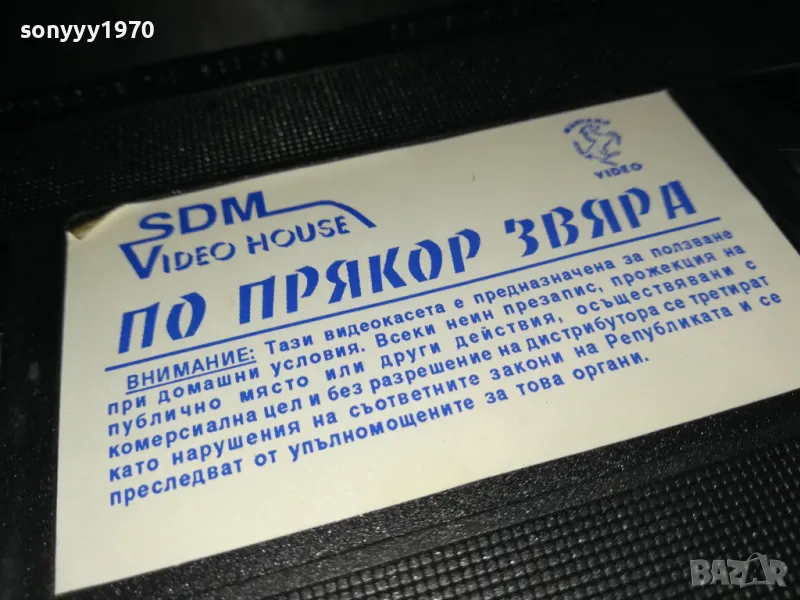 sonyyy1970
SDM
VIDEO HOUSE
VIDEO
ПО ПРЯКОР ЗВЯРА
ВНИМАНИЕ: Тази видеокасета е предназначена за ползване
при домашни условия. Всеки неин презапис, прожекция на
публично място или други действия, осъществявани с
комерсиална цел и без разрешение на дистрибутора се третират
като нарушения на съответните закони на Републиката и се
преследват от упълномощените за това органи.
BAZAR